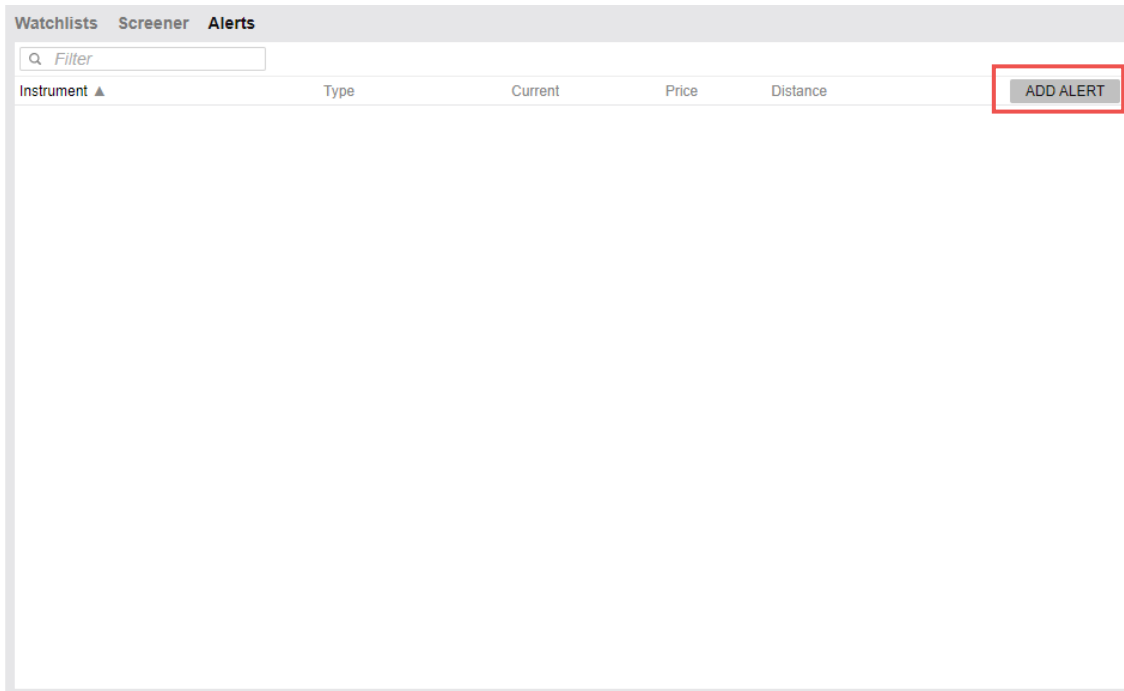 Watchlists Screener Alerts
Filter
Instrument ▲ Type Current Price Distance ADD ALERT